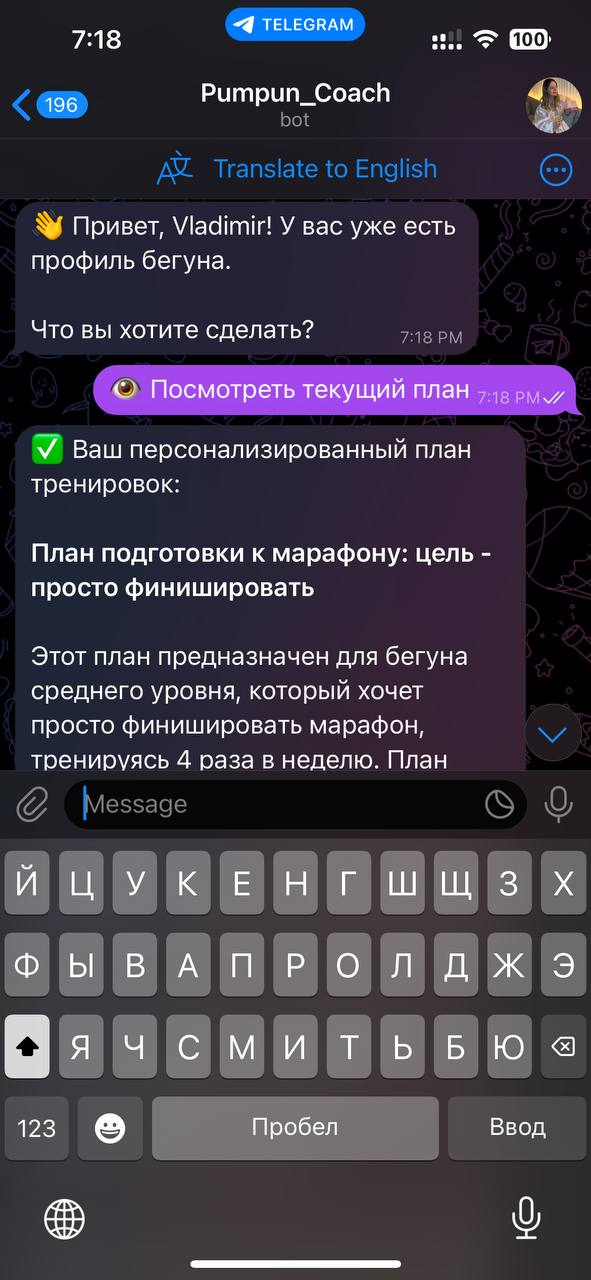 7:18
TELEGRAM
100
196
Pumpun_Coach
bot
Translate to English
👋 Привет, Vladimir! У вас уже есть
профиль бегуна.
Что вы хотите сделать?
7:18 PM
👁 Посмотреть текущий план
7:18 PM
✅ Ваш персонализированный план
тренировок:
План подготовки к марафону: цель -
просто финишировать
Этот план предназначен для бегуна
среднего уровня, который хочет
просто финишировать марафон,
тренируясь 4 раза в неделю. План
Message
Й Ц У К Е Н Г Ш Щ З Х
Ф Ы В А П Р О Л Д Ж Э
Я Ч С М И Т Ь Б Ю
123 Пробел Ввод